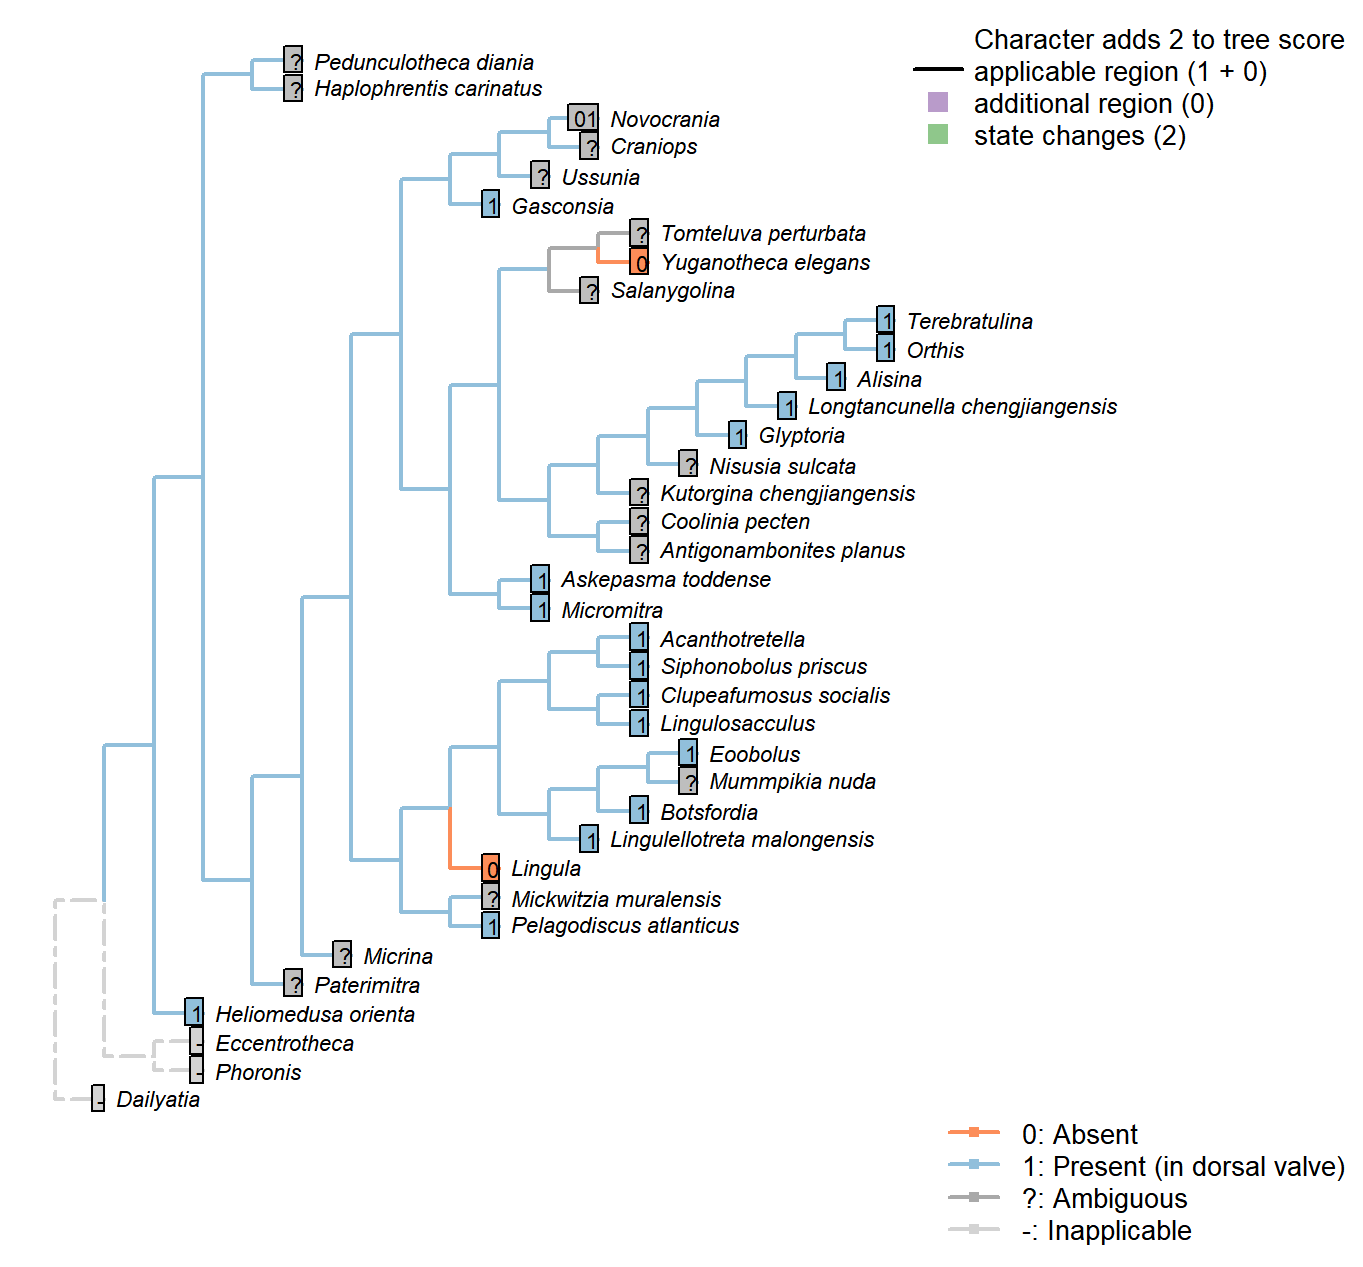 Character adds 2 to tree score
applicable region (1 + 0)
additional region (0)
state changes (2)
? Pedunculotheca diania
? Haplophrentis carinatus
01 Novocrania
? Craniops
? Ussunia
1 Gasconsia
? Tomteluva perturbata
0 Yuganotheca elegans
? Salanygolina
1 Terebratulina
1 Orthis
1 Alisina
1 Longtancunella chengjiangensis
1 Glyptoria
? Nisusia sulcata
? Kutorgina chengjiangensis
? Coolinia pecten
? Antigonambonites planus
1 Askepasma toddense
1 Micromitra
1 Acanthotretella
1 Siphonobolus priscus
1 Clupeafumosus socialis
1 Lingulosacculus
1 Eoobolus
? Mummpikia nuda
1 Botsfordia
1 Lingulellotreta malongensis
0 Lingula
? Mickwitzia muralensis
1 Pelagodiscus atlanticus
? Micrina
? Paterimitra
1 Heliomedusa orienta
- Eccentrotheca
- Phoronis
- Dailyatia
0: Absent
1: Present (in dorsal valve)
?: Ambiguous
-: Inapplicable